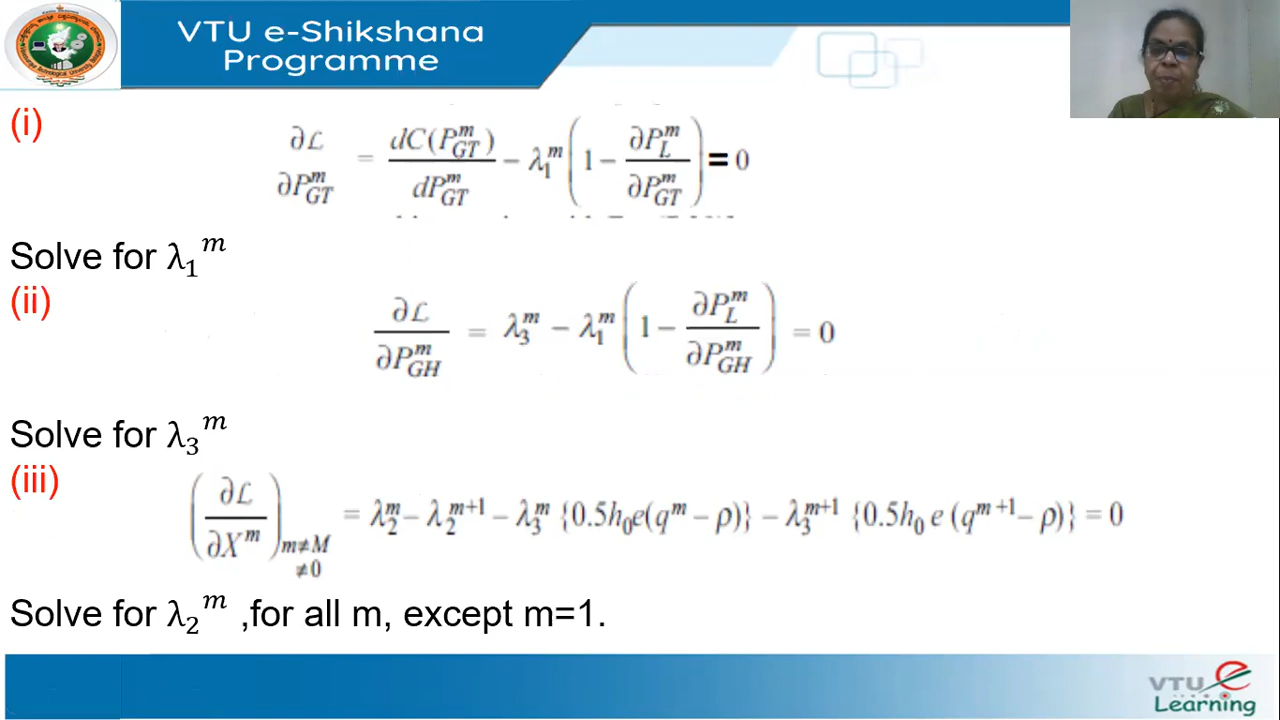 VTU e-Shikshana
Programme
(i)
∂ℒ/∂P_GT^m = dC(P_GT^m)/dP_GT^m − λ_1^m (1 − ∂P_L^m/∂P_GT^m) = 0
Solve for λ_1^m
(ii)
∂ℒ/∂P_GH^m = λ_3^m − λ_1^m (1 − ∂P_L^m/∂P_GH^m) = 0
Solve for λ_3^m
(iii)
(∂ℒ/∂X^m)_{m≠M ≠0} = λ_2^m − λ_2^{m+1} − λ_3^m {0.5h_0e(q^m − ρ)} − λ_3^{m+1} {0.5h_0 e (q^{m+1} − ρ)} = 0
Solve for λ_2^m ,for all m, except m=1.
VTU e
Learning